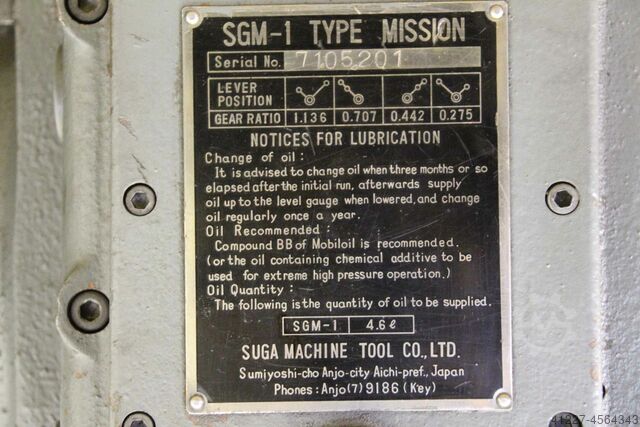 SGM-1 TYPE MISSION
Serial No. 7105201
LEVER POSITION
GEAR RATIO 1.136 0.707 0.442 0.275
NOTICES FOR LUBRICATION
Change of oil:
It is advised to change oil when three months or so
elapsed after the initial run, afterwards supply
oil up to the level gauge when lowered, and change
oil regularly once a year.
Oil Recommended:
Compound BB of Mobiloil is recommended.
(or the oil containing chemical additive to be
used for extreme high pressure operation.)
Oil Quantity:
The following is the quantity of oil to be supplied.
SGM-1 4.6ℓ
SUGA MACHINE TOOL CO., LTD.
Sumiyoshi-cho Anjo-city Aichi-pref., Japan
Phones: Anjo(7)9186 (Key)
41227-4564343